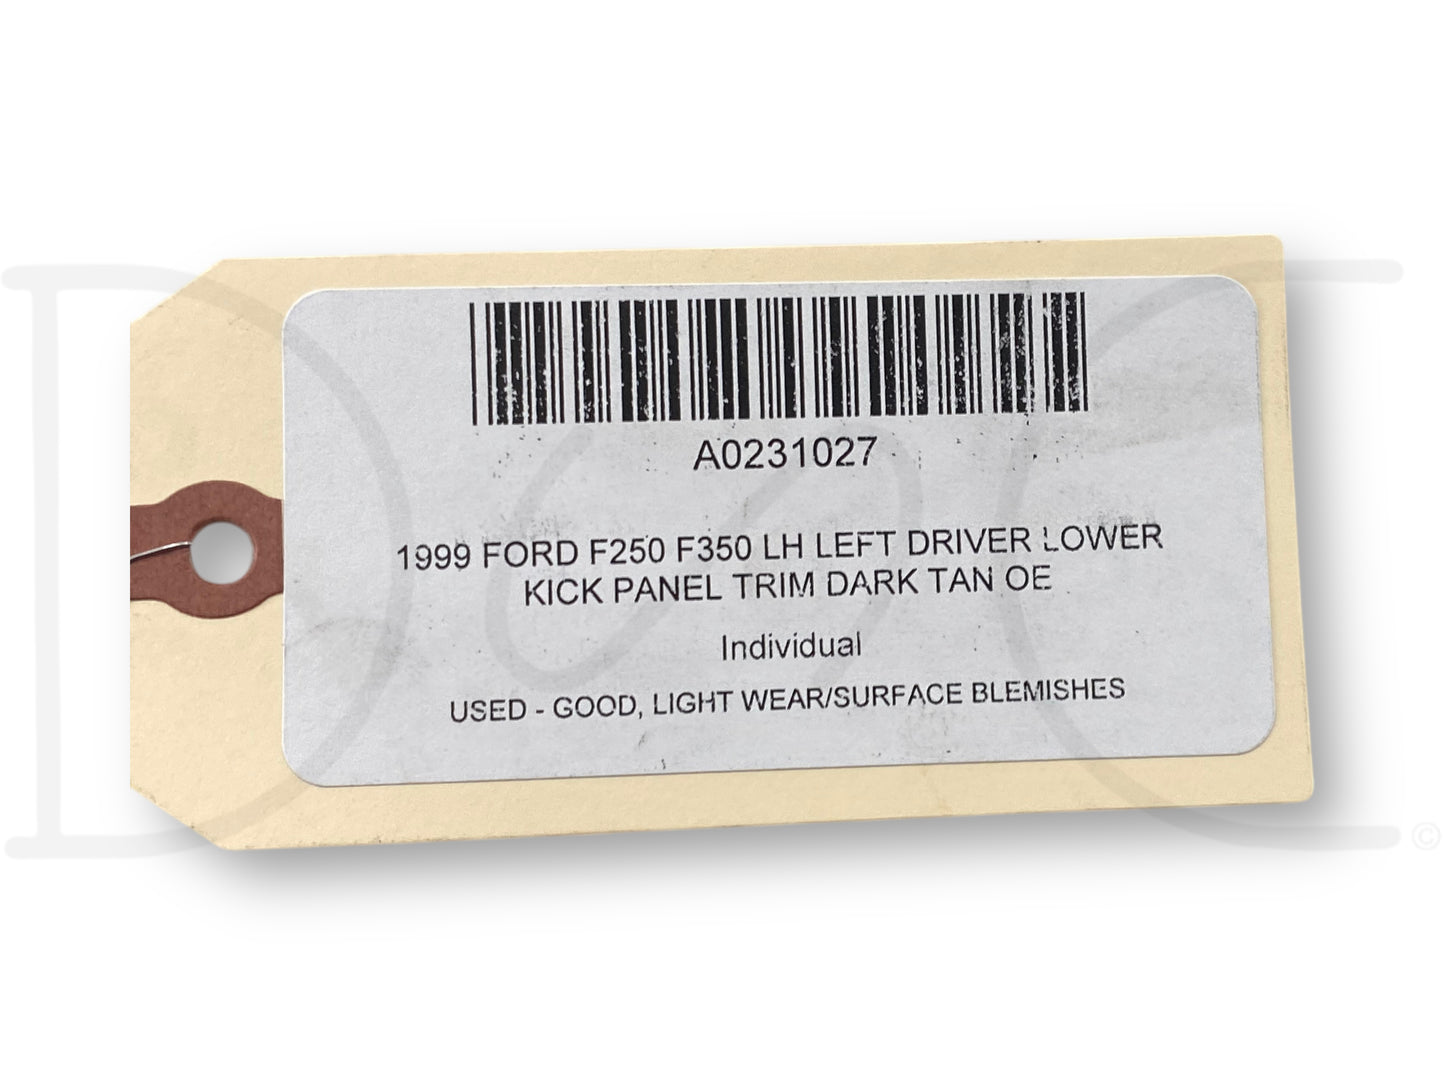 A0231027
1999 FORD F250 F350 LH LEFT DRIVER LOWER
KICK PANEL TRIM DARK TAN OE
Individual
USED - GOOD, LIGHT WEAR/SURFACE BLEMISHES
D&C
©